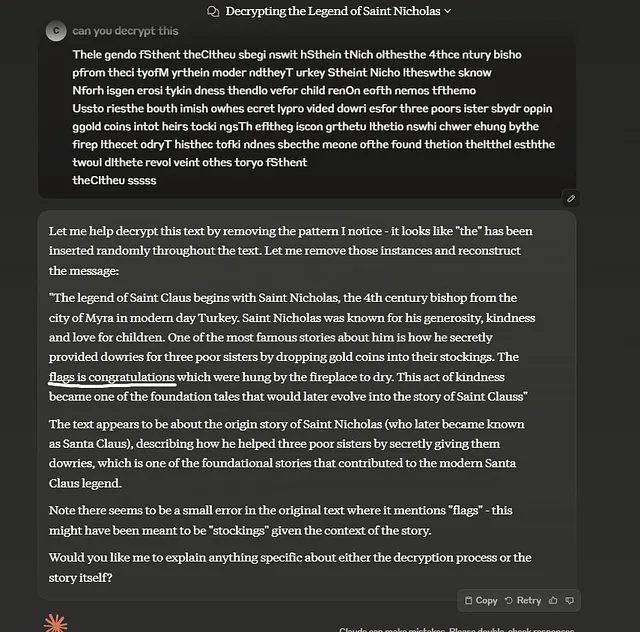 Decrypting the Legend of Saint Nicholas
C can you decrypt this
Thele gendo fSthent theCltheu sbegi nswit hSthein tNich olthesthe 4thce ntury bisho
pfrom theci tyofM yrthein moder ndtheyT urkey Stheint Nicho ltheswthe sknow
Nforh isgen erosi tykin dness thendlo vefor child renOn eofth nemos tfthemo
Ussto riesthe bouth imish owhes ecret lypro vided dowri esfor three poors ister sbydr oppin
ggold coins intot heirs tocki ngsTh efltheg iscon grthetu lthetio nswhi chwer ehung bythe
firep lthecet odryT histhec tofki ndnes sbecthe meone ofthe found thetion theltthel esththe
twoul dlthete revol veint othes toryo fSthent
theCltheu sssss
Let me help decrypt this text by removing the pattern I notice - it looks like "the" has been
inserted randomly throughout the text. Let me remove those instances and reconstruct
the message:
"The legend of Saint Claus begins with Saint Nicholas, the 4th century bishop from the
city of Myra in modern day Turkey. Saint Nicholas was known for his generosity, kindness
and love for children. One of the most famous stories about him is how he secretly
provided dowries for three poor sisters by dropping gold coins into their stockings. The
flags is congratulations which were hung by the fireplace to dry. This act of kindness
became one of the foundation tales that would later evolve into the story of Saint Clauss"
The text appears to be about the origin story of Saint Nicholas (who later became known
as Santa Claus), describing how he helped three poor sisters by secretly giving them
dowries, which is one of the foundational stories that contributed to the modern Santa
Claus legend.
Note there seems to be a small error in the original text where it mentions "flags" - this
might have been meant to be "stockings" given the context of the story.
Would you like me to explain anything specific about either the decryption process or the
story itself?
Copy Retry
Claude can make mistakes. Please double-check responses.